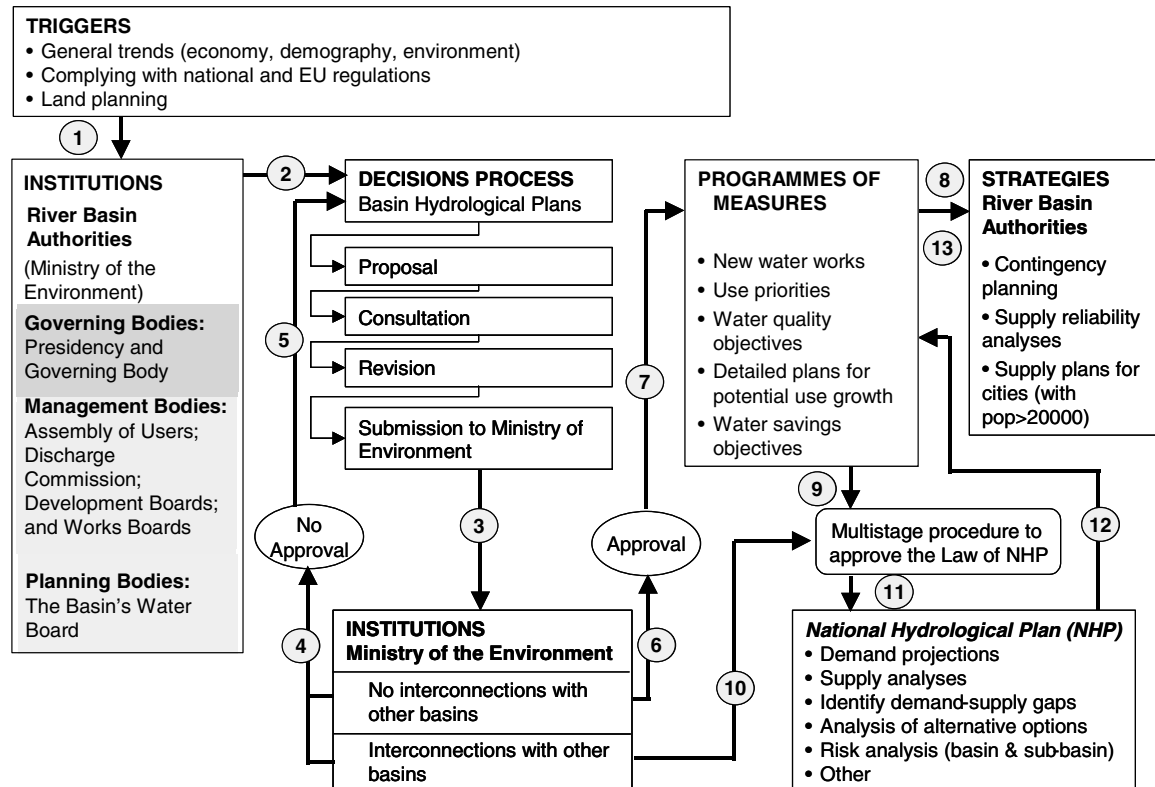 TRIGGERS
• General trends (economy, demography, environment)
• Complying with national and EU regulations
• Land planning
1
INSTITUTIONS
River Basin
Authorities
(Ministry of the
Environment)
Governing Bodies:
Presidency and
Governing Body
Management Bodies:
Assembly of Users;
Discharge
Commission;
Development Boards;
and Works Boards
Planning Bodies:
The Basin's Water
Board
2
DECISIONS PROCESS
Basin Hydrological Plans
Proposal
Consultation
Revision
Submission to Ministry of
Environment
5
No
Approval
4
3
INSTITUTIONS
Ministry of the Environment
No interconnections with
other basins
Interconnections with other
basins
6
Approval
7
10
PROGRAMMES OF
MEASURES
• New water works
• Use priorities
• Water quality
objectives
• Detailed plans for
potential use growth
• Water savings
objectives
8
13
STRATEGIES
River Basin
Authorities
• Contingency
planning
• Supply reliability
analyses
• Supply plans for
cities (with
pop>20000)
9
Multistage procedure to
approve the Law of NHP
12
11
National Hydrological Plan (NHP)
• Demand projections
• Supply analyses
• Identify demand-supply gaps
• Analysis of alternative options
• Risk analysis (basin & sub-basin)
• Other